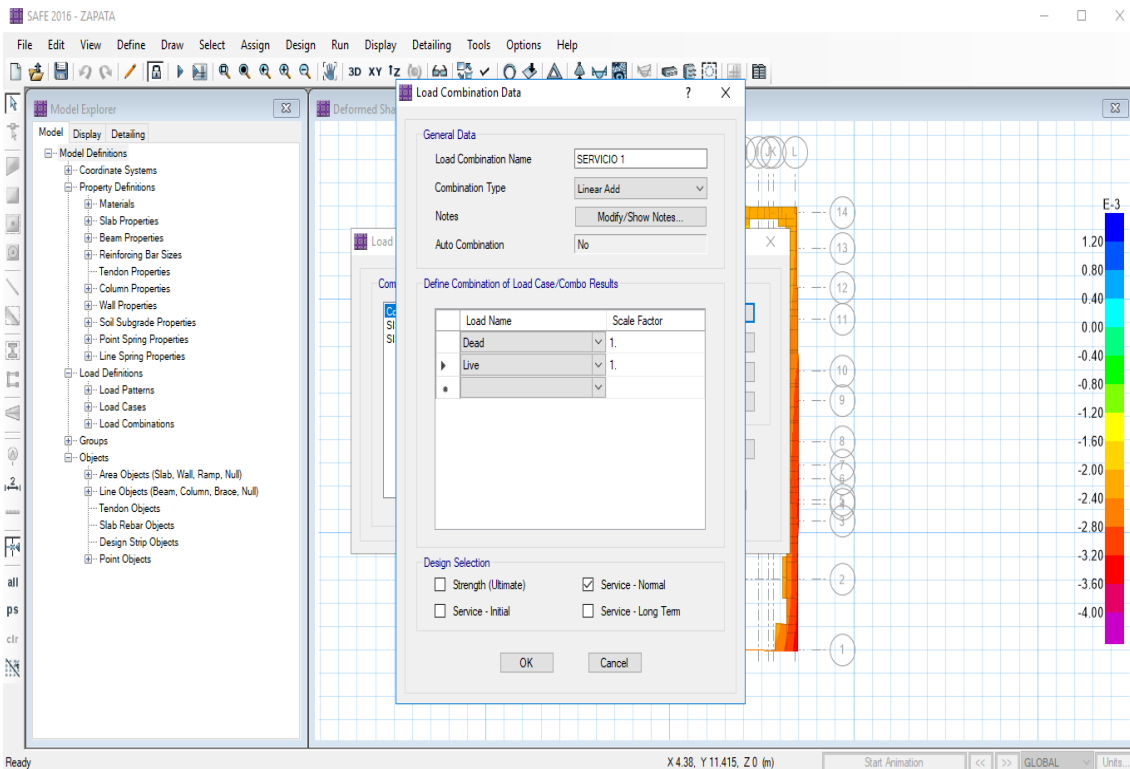 SAFE 2016 - ZAPATA
File Edit View Define Draw Select Assign Design Run Display Detailing Tools Options Help
3D XY
Model Explorer
Model Display Detailing
Model Definitions
Coordinate Systems
Property Definitions
Materials
Slab Properties
Beam Properties
Reinforcing Bar Sizes
Tendon Properties
Column Properties
Wall Properties
Soil Subgrade Properties
Point Spring Properties
Line Spring Properties
Load Definitions
Load Patterns
Load Cases
Load Combinations
Groups
Objects
Area Objects (Slab, Wall, Ramp, Null)
Line Objects (Beam, Column, Brace, Null)
Tendon Objects
Slab Rebar Objects
Design Strip Objects
Point Objects
all
ps
clr
Deformed Sha
Load
Com
Load Combination Data ? X
General Data
Load Combination Name SERVICIO 1
Combination Type Linear Add
Notes Modify/Show Notes...
Auto Combination No
Define Combination of Load Case/Combo Results
Load Name Scale Factor
Dead 1.
Live 1.
Design Selection
Strength (Ultimate) Service - Normal
Service - Initial Service - Long Term
OK Cancel
L
14
13
12
11
10
9
8
7
6
3
2
1
E-3
1.20
0.80
0.40
0.00
-0.40
-0.80
-1.20
-1.60
-2.00
-2.40
-2.80
-3.20
-3.60
-4.00
Ready X 4.38, Y 11.415, Z 0 (m) Start Animation << >> GLOBAL Units...